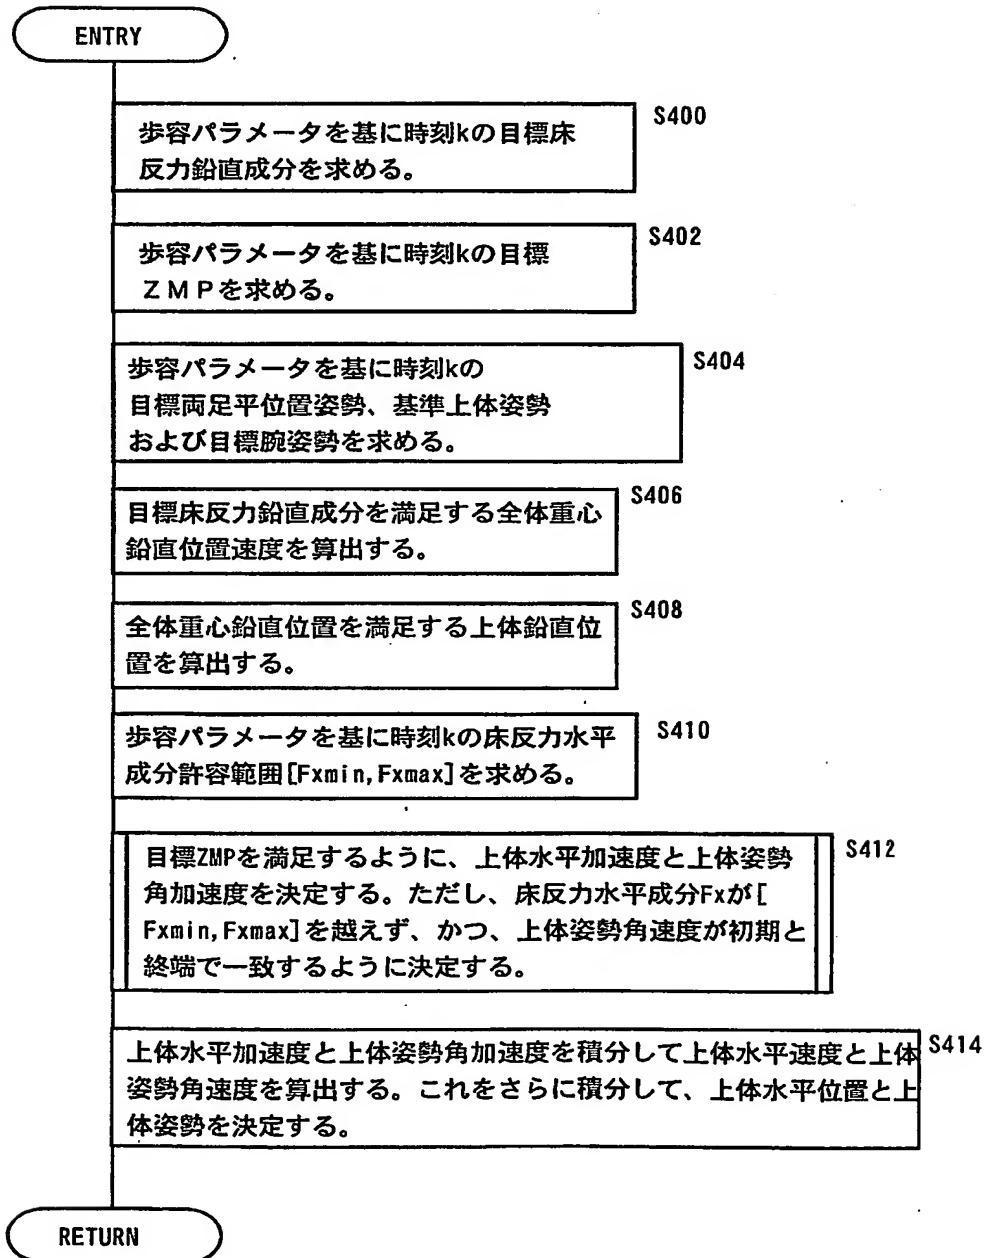 ENTRY
S400
歩容パラメータを基に時刻kの目標床
反力鉛直成分を求める。
S402
歩容パラメータを基に時刻kの目標
ＺＭＰを求める。
S404
歩容パラメータを基に時刻kの
目標両足平位置姿勢、基準上体姿勢
および目標腕姿勢を求める。
S406
目標床反力鉛直成分を満足する全体重心
鉛直位置速度を算出する。
S408
全体重心鉛直位置を満足する上体鉛直位
置を算出する。
S410
歩容パラメータを基に時刻kの床反力水平
成分許容範囲[Fxmin,Fxmax]を求める。
S412
目標ZMPを満足するように、上体水平加速度と上体姿勢
角加速度を決定する。ただし、床反力水平成分Fxが[
Fxmin,Fxmax]を越えず、かつ、上体姿勢角速度が初期と
終端で一致するように決定する。
S414
上体水平加速度と上体姿勢角加速度を積分して上体水平速度と上体
姿勢角速度を算出する。これをさらに積分して、上体水平位置と上
体姿勢を決定する。
RETURN